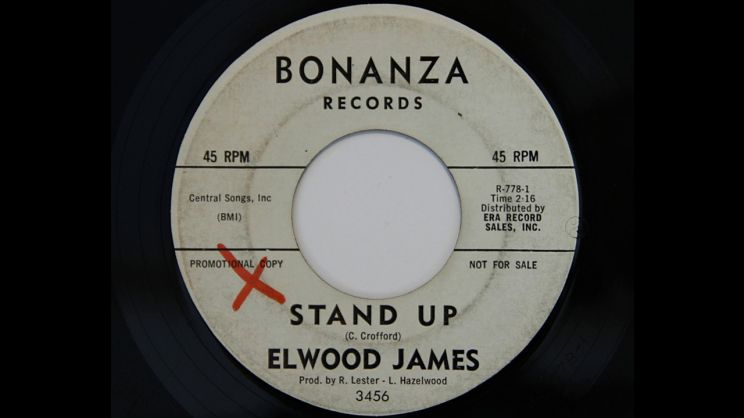 BONANZA
RECORDS
45 RPM
45 RPM
Central Songs, Inc
(BMI)
R-778-1
Time 2-16
Distributed by
ERA RECORD
SALES, INC.
PROMOTIONAL COPY
NOT FOR SALE
STAND UP
(C. Crofford)
ELWOOD JAMES
Prod. by R. Lester - L. Hazelwood
3456